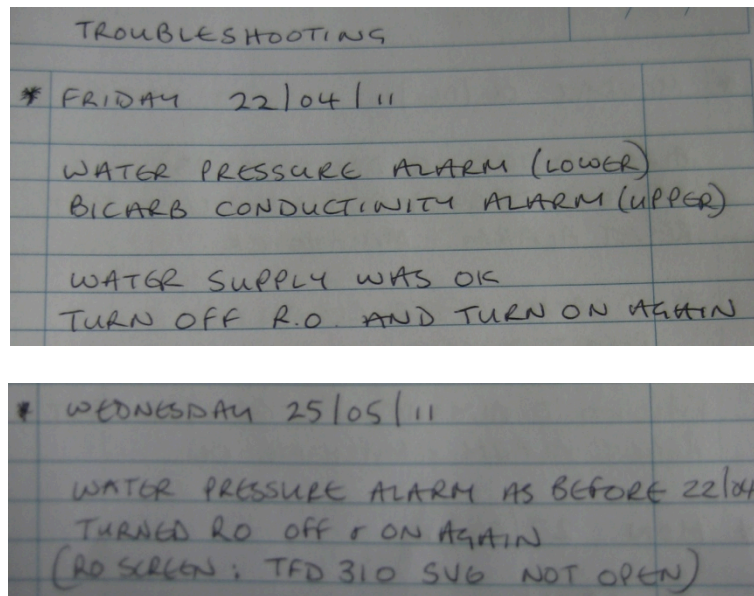 TROUBLESHOOTING
* FRIDAY 22/04/11
WATER PRESSURE ALARM (LOWER)
BICARB CONDUCTINITY ALARM (UPPER)
WATER SUPPLY WAS OK
TURN OFF R.O. AND TURN ON AGAIN
* WEDNESDAY 25/05/11
WATER PRESSURE ALARM AS BEFORE 22/04
TURNED RO OFF & ON AGAIN
(RO SCREEN: TFD 310 SVG NOT OPEN)